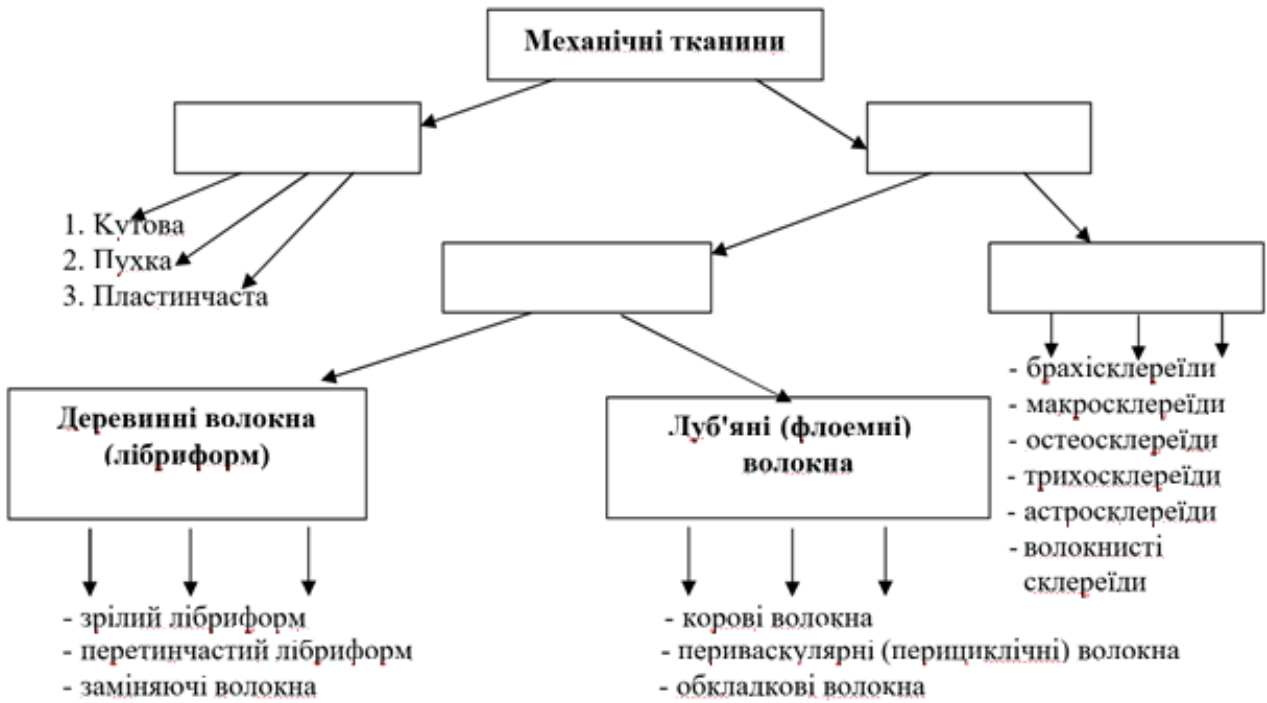 Механічні тканини
1. Кутова
2. Пухка
3. Пластинчаста
Деревинні волокна
(лібриформ)
Луб'яні (флоемні)
волокна
- брахісклереїди
- макросклереїди
- остеосклереїди
- трихосклереїди
- астросклереїди
- волокнисті
склереїди
- зрілий лібриформ
- перетинчастий лібриформ
- заміняючі волокна
- корові волокна
- периваскулярні (перициклічні) волокна
- обкладкові волокна